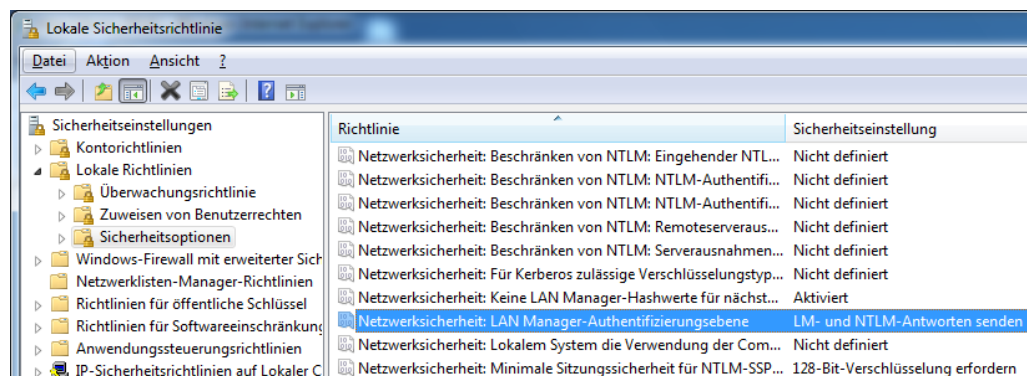 Lokale Sicherheitsrichtlinie
Datei Aktion Ansicht ?
Sicherheitseinstellungen
Kontorichtlinien
Lokale Richtlinien
Überwachungsrichtlinie
Zuweisen von Benutzerrechten
Sicherheitsoptionen
Windows-Firewall mit erweiterter Sich
Netzwerklisten-Manager-Richtlinien
Richtlinien für öffentliche Schlüssel
Richtlinien für Softwareeinschränkung
Anwendungssteuerungsrichtlinien
IP-Sicherheitsrichtlinien auf Lokaler C
Richtlinie Sicherheitseinstellung
Netzwerksicherheit: Beschränken von NTLM: Eingehender NTL... Nicht definiert
Netzwerksicherheit: Beschränken von NTLM: NTLM-Authentifi... Nicht definiert
Netzwerksicherheit: Beschränken von NTLM: NTLM-Authentifi... Nicht definiert
Netzwerksicherheit: Beschränken von NTLM: Remoteserveraus... Nicht definiert
Netzwerksicherheit: Beschränken von NTLM: Serverausnahmen... Nicht definiert
Netzwerksicherheit: Für Kerberos zulässige Verschlüsselungstyp... Nicht definiert
Netzwerksicherheit: Keine LAN Manager-Hashwerte für nächst... Aktiviert
Netzwerksicherheit: LAN Manager-Authentifizierungsebene LM- und NTLM-Antworten senden
Netzwerksicherheit: Lokalem System die Verwendung der Com... Nicht definiert
Netzwerksicherheit: Minimale Sitzungssicherheit für NTLM-SSP... 128-Bit-Verschlüsselung erfordern